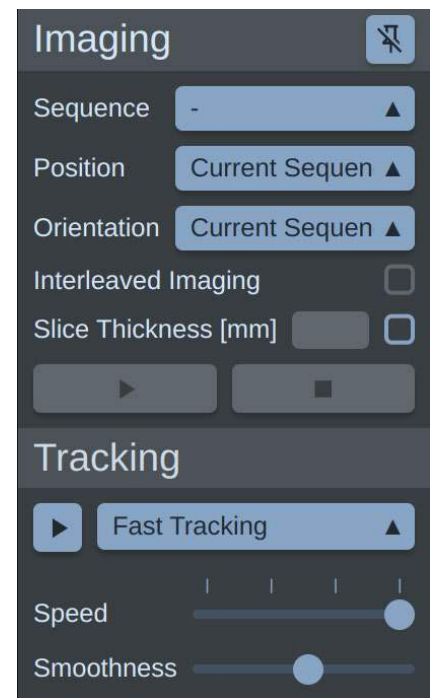 Imaging
Sequence -
Position Current Sequen
Orientation Current Sequen
Interleaved Imaging
Slice Thickness [mm]
Tracking
Fast Tracking
Speed
Smoothness